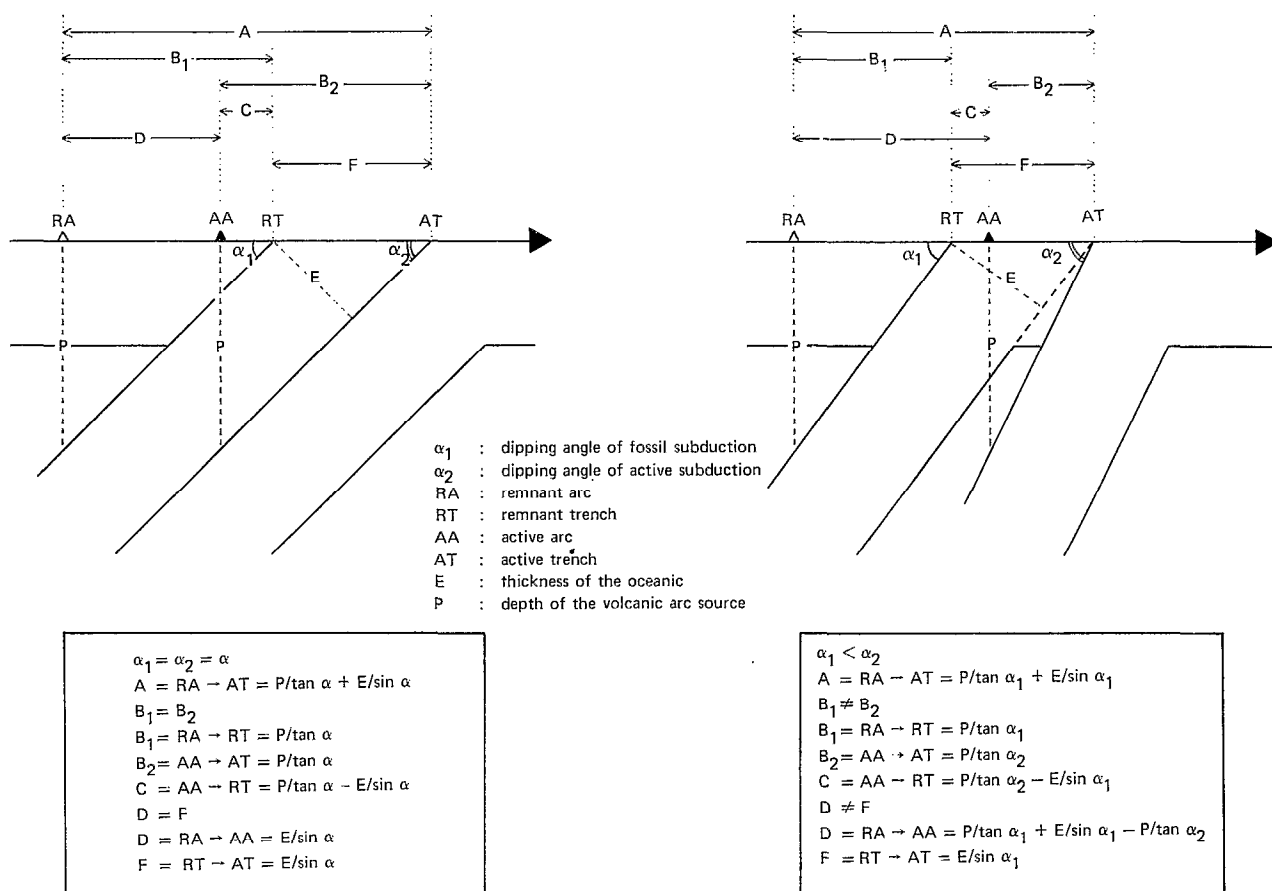 A
B1
B2
C
D
F
RA
AA
RT
AT
α1
α2
E
P
P
A
B1
B2
C
D
F
RA
RT
AA
AT
α1
α2
E
P
P
α1 : dipping angle of fossil subduction
α2 : dipping angle of active subduction
RA : remnant arc
RT : remnant trench
AA : active arc
AT : active trench
E : thickness of the oceanic
P : depth of the volcanic arc source
α1 = α2 = α
A = RA → AT = P/tan α + E/sin α
B1 = B2
B1 = RA → RT = P/tan α
B2 = AA → AT = P/tan α
C = AA → RT = P/tan α − E/sin α
D = F
D = RA → AA = E/sin α
F = RT → AT = E/sin α
α1 < α2
A = RA → AT = P/tan α1 + E/sin α1
B1 ≠ B2
B1 = RA → RT = P/tan α1
B2 = AA → AT = P/tan α2
C = AA → RT = P/tan α2 − E/sin α1
D ≠ F
D = RA → AA = P/tan α1 + E/sin α1 − P/tan α2
F = RT → AT = E/sin α1